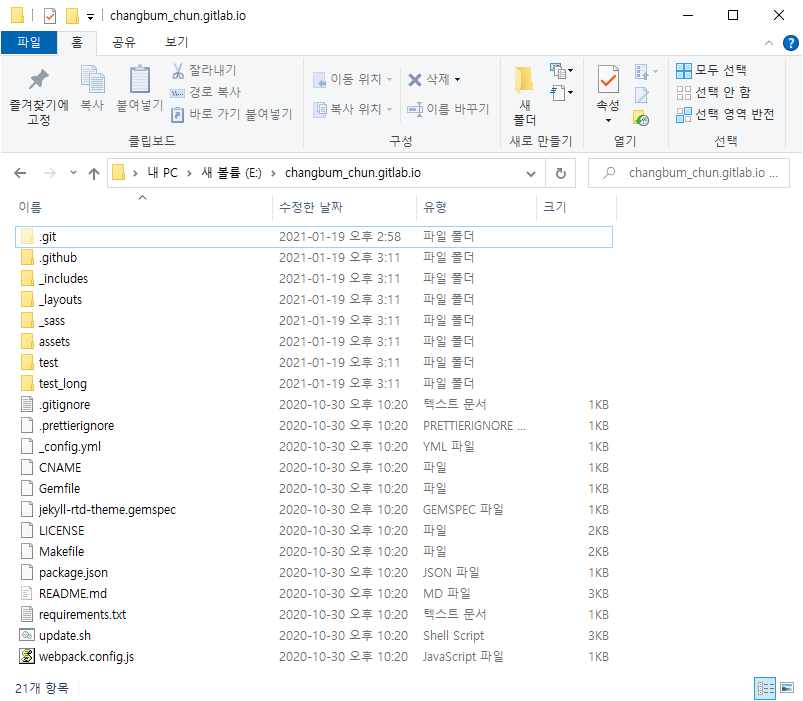 changbum_chun.gitlab.io
파일 홈 공유 보기
즐겨찾기에 고정
복사
붙여넣기
잘라내기
경로 복사
바로 가기 붙여넣기
클립보드
이동 위치
복사 위치
삭제
이름 바꾸기
구성
새 폴더
새로 만들기
속성
열기
모두 선택
선택 안 함
선택 영역 반전
선택
내 PC > 새 볼륨 (E:) > changbum_chun.gitlab.io
changbum_chun.gitlab.io ...
이름 수정한 날짜 유형 크기
.git 2021-01-19 오후 2:58 파일 폴더
.github 2021-01-19 오후 3:11 파일 폴더
_includes 2021-01-19 오후 3:11 파일 폴더
_layouts 2021-01-19 오후 3:11 파일 폴더
_sass 2021-01-19 오후 3:11 파일 폴더
assets 2021-01-19 오후 3:11 파일 폴더
test 2021-01-19 오후 3:11 파일 폴더
test_long 2021-01-19 오후 3:11 파일 폴더
.gitignore 2020-10-30 오후 10:20 텍스트 문서 1KB
.prettierignore 2020-10-30 오후 10:20 PRETTIERIGNORE ... 1KB
_config.yml 2020-10-30 오후 10:20 YML 파일 1KB
CNAME 2020-10-30 오후 10:20 파일 1KB
Gemfile 2020-10-30 오후 10:20 파일 1KB
jekyll-rtd-theme.gemspec 2020-10-30 오후 10:20 GEMSPEC 파일 1KB
LICENSE 2020-10-30 오후 10:20 파일 2KB
Makefile 2020-10-30 오후 10:20 파일 2KB
package.json 2020-10-30 오후 10:20 JSON 파일 1KB
README.md 2020-10-30 오후 10:20 MD 파일 3KB
requirements.txt 2020-10-30 오후 10:20 텍스트 문서 1KB
update.sh 2020-10-30 오후 10:20 Shell Script 3KB
webpack.config.js 2020-10-30 오후 10:20 JavaScript 파일 1KB
21개 항목